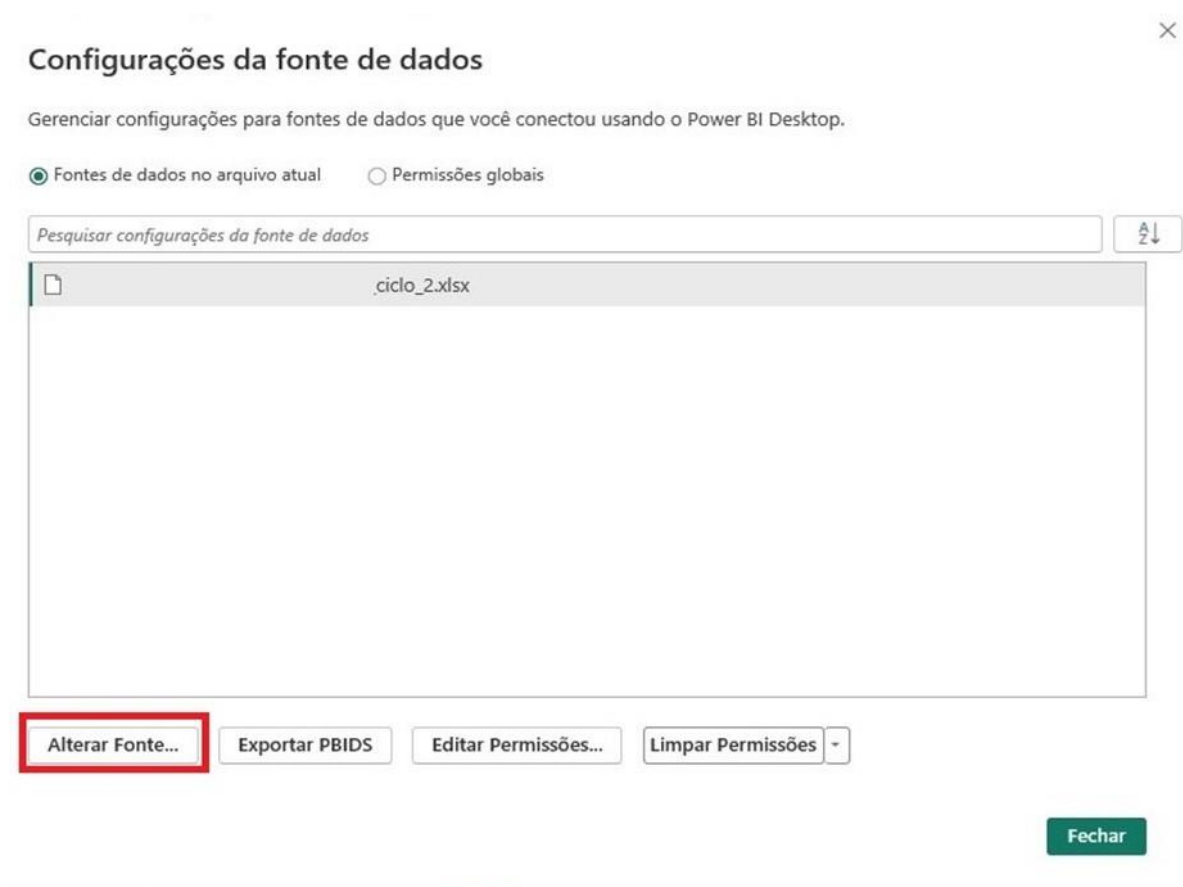 Configurações da fonte de dados
Gerenciar configurações para fontes de dados que você conectou usando o Power BI Desktop.
Fontes de dados no arquivo atual Permissões globais
Pesquisar configurações da fonte de dados AZ↓
_ciclo_2.xlsx
Alterar Fonte... Exportar PBIDS Editar Permissões... Limpar Permissões
Fechar